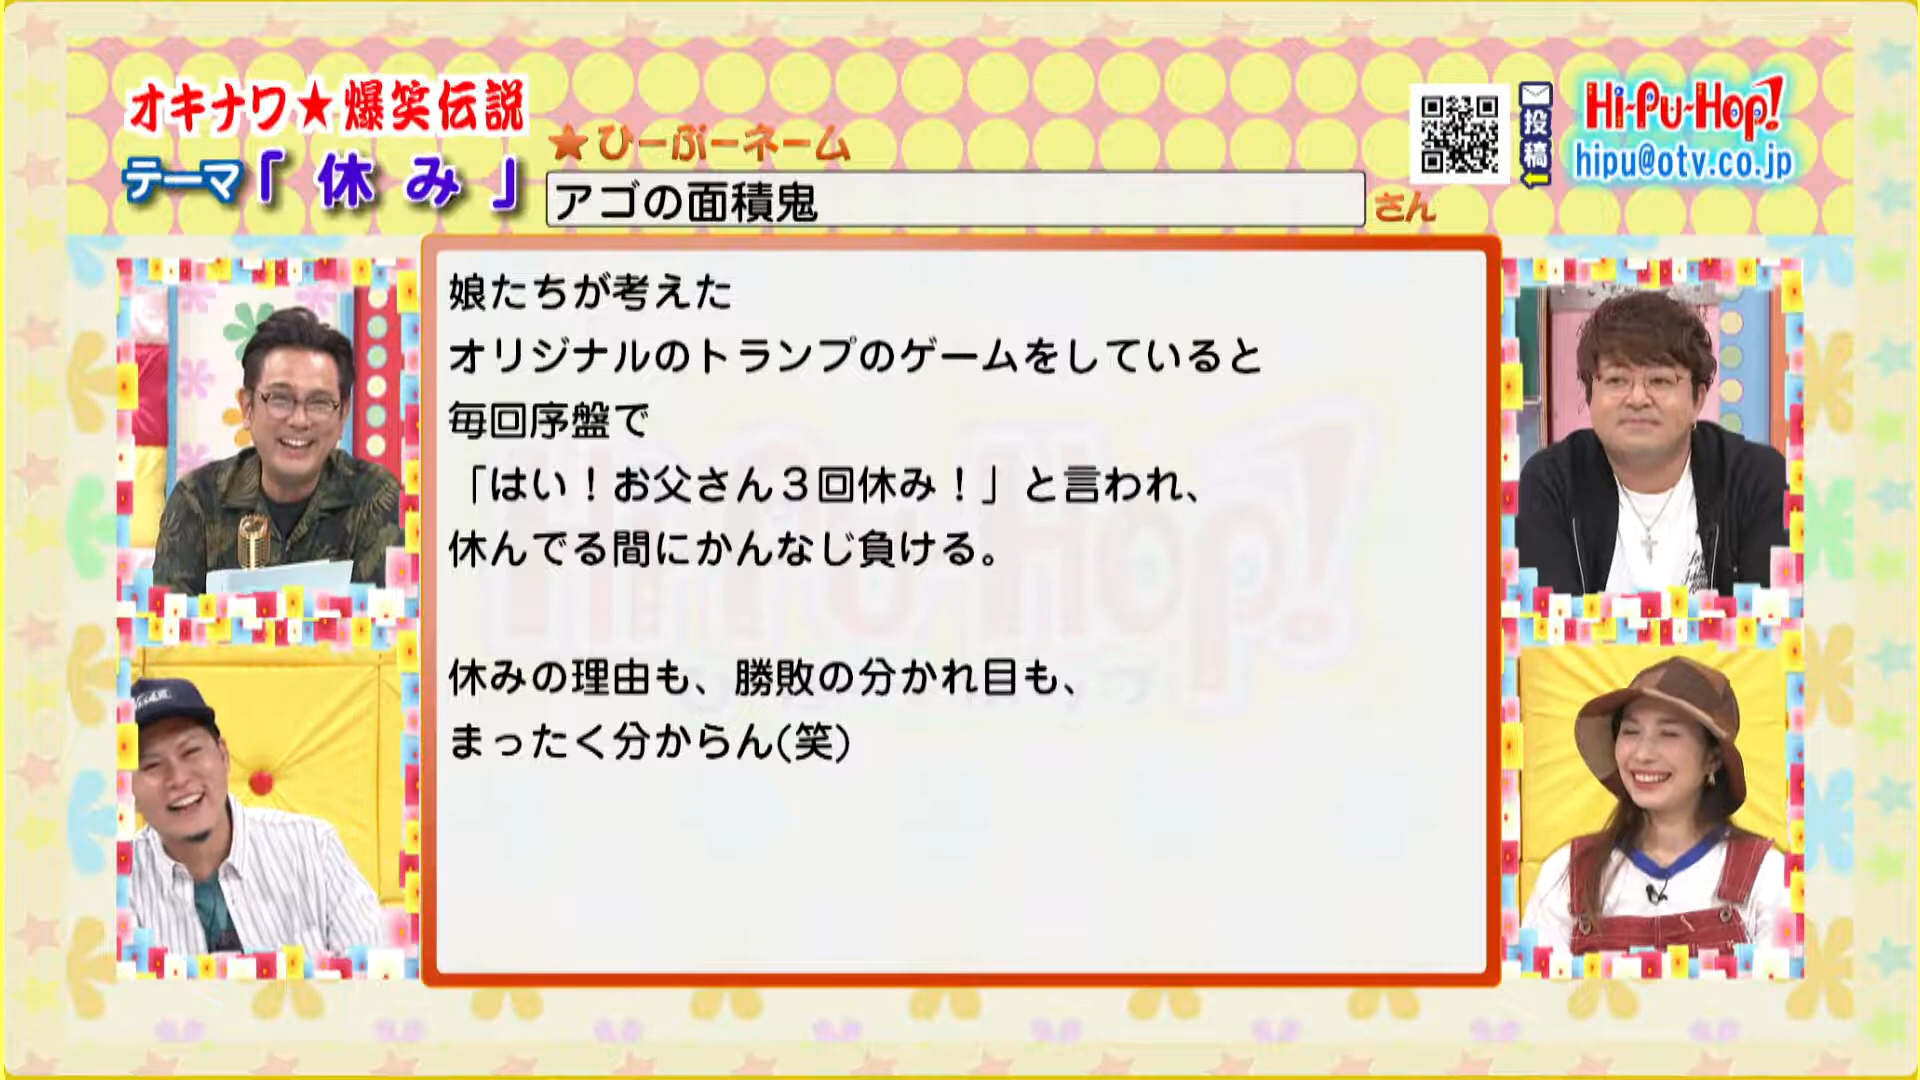 オキナワ★爆笑伝説
テーマ「休み」
★ひーぷーネーム
アゴの面積鬼
さん
投稿
Hi-Pu-Hop!
hipu@otv.co.jp
娘たちが考えた
オリジナルのトランプのゲームをしていると
毎回序盤で
「はい！お父さん３回休み！」と言われ、
休んでる間にかんなじ負ける。
休みの理由も、勝敗の分かれ目も、
まったく分からん(笑)